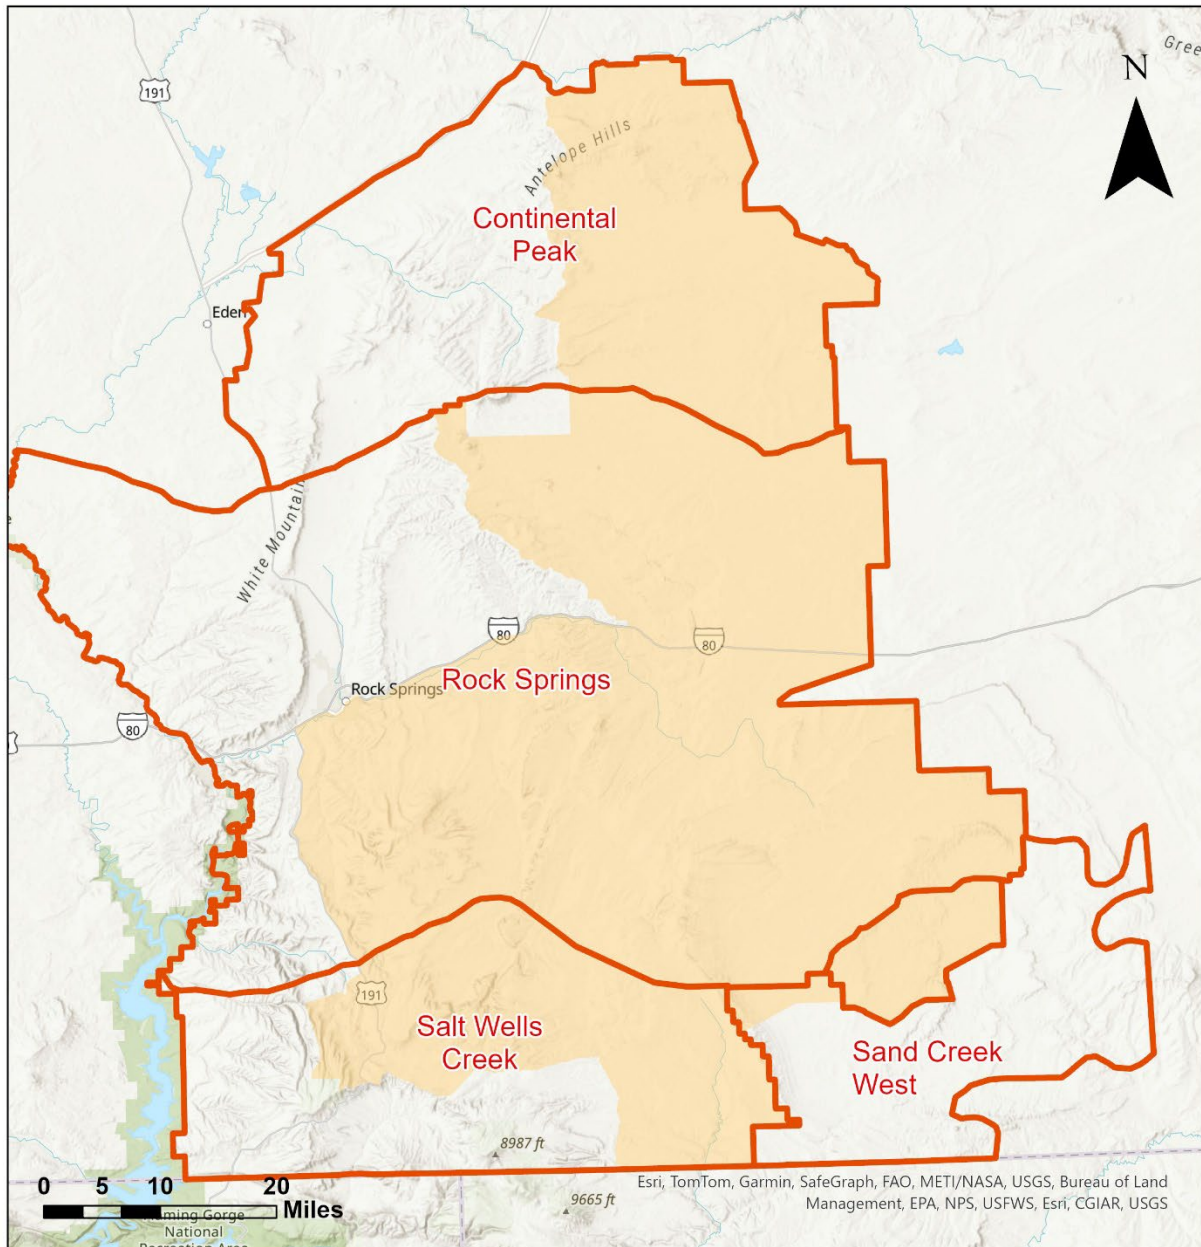 191
Gree
N
Antelope Hills
Continental
Peak
Eden
White Mountain
80
80
Rock Springs
Rock Springs
80
191
Salt Wells
Creek
Sand Creek
West
8987 ft
9665 ft
0 5 10 20
Miles
National
Esri, TomTom, Garmin, SafeGraph, FAO, METI/NASA, USGS, Bureau of Land
Management, EPA, NPS, USFWS, Esri, CGIAR, USGS